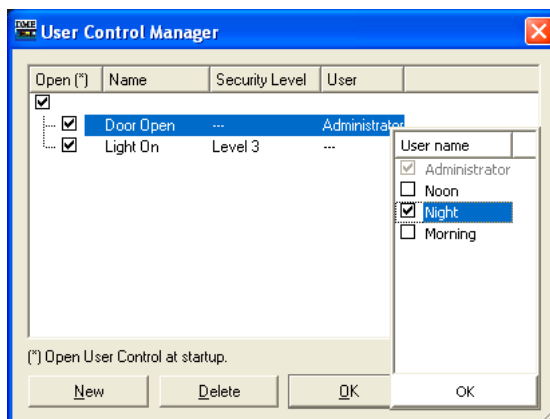 DME User Control Manager
Open (*) Name Security Level User
Door Open --- Administrator
Light On Level 3 ---
User name
Administrator
Noon
Night
Morning
(*) Open User Control at startup.
New Delete OK OK